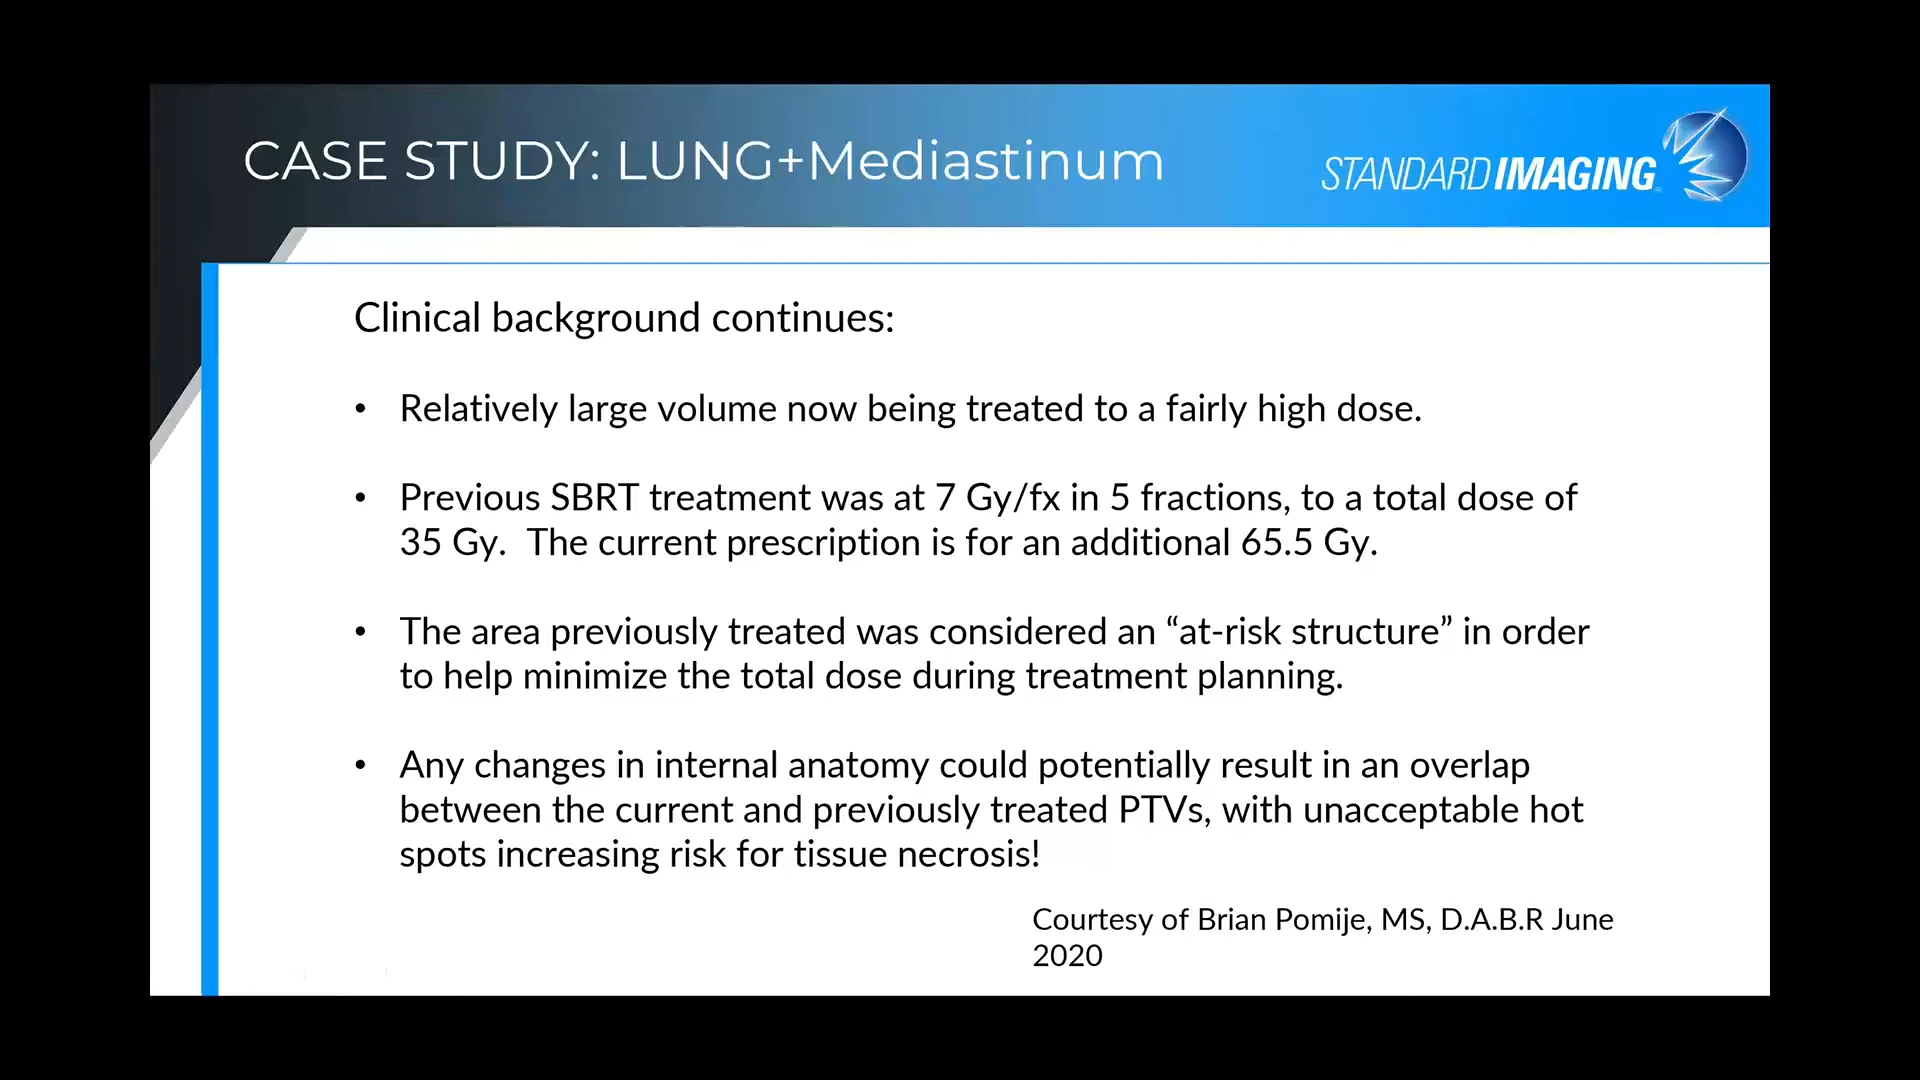 CASE STUDY: LUNG+Mediastinum
STANDARD IMAGING
Clinical background continues:
• Relatively large volume now being treated to a fairly high dose.
• Previous SBRT treatment was at 7 Gy/fx in 5 fractions, to a total dose of
35 Gy.  The current prescription is for an additional 65.5 Gy.
• The area previously treated was considered an “at-risk structure” in order
to help minimize the total dose during treatment planning.
• Any changes in internal anatomy could potentially result in an overlap
between the current and previously treated PTVs, with unacceptable hot
spots increasing risk for tissue necrosis!
Courtesy of Brian Pomije, MS, D.A.B.R June
2020